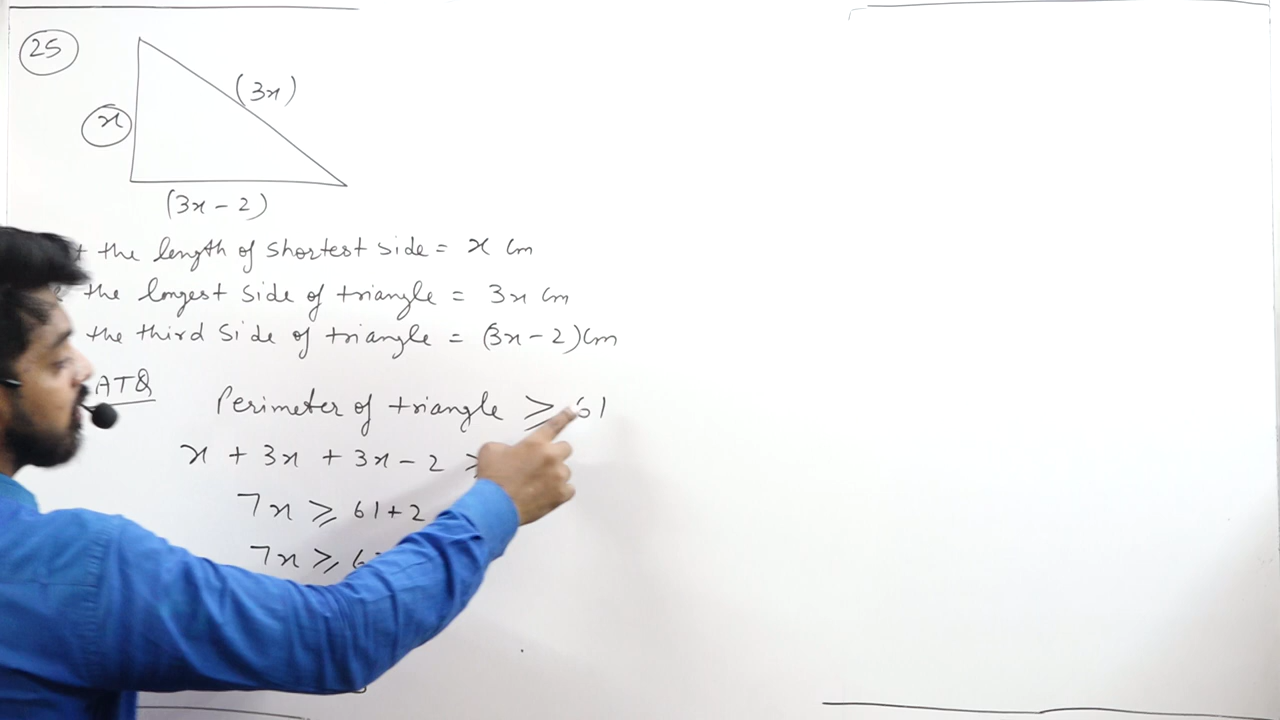 25
(3x)
x
(3x - 2)
the length of shortest side = x cm
the longest side of triangle = 3x cm
the third side of triangle = (3x - 2) cm
ATQ
Perimeter of triangle ⩾ 61
x + 3x + 3x - 2 ⩾
7x ⩾ 61 + 2
7x ⩾